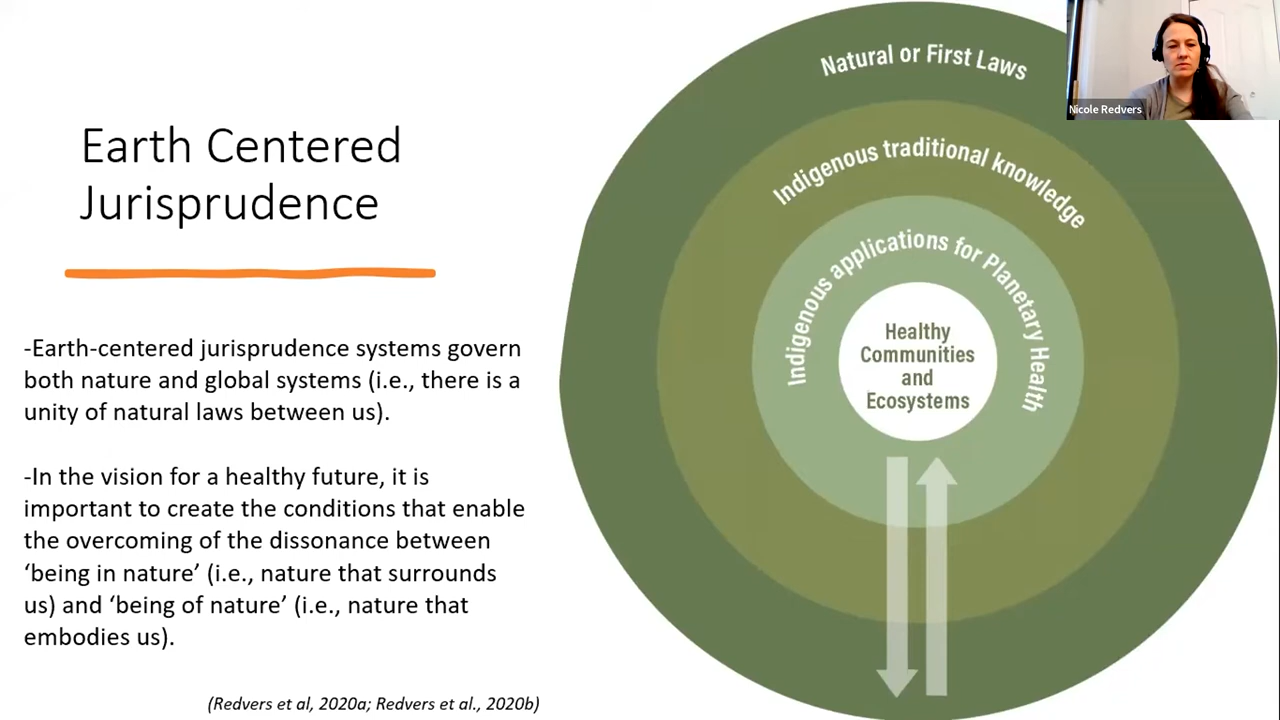 Earth Centered
Jurisprudence
-Earth-centered jurisprudence systems govern
both nature and global systems (i.e., there is a
unity of natural laws between us).
-In the vision for a healthy future, it is
important to create the conditions that enable
the overcoming of the dissonance between
‘being in nature’ (i.e., nature that surrounds
us) and ‘being of nature’ (i.e., nature that
embodies us).
(Redvers et al, 2020a; Redvers et al., 2020b)
Natural or First Laws
Indigenous traditional knowledge
Indigenous applications for Planetary Health
Healthy
Communities
and
Ecosystems
Nicole Redvers